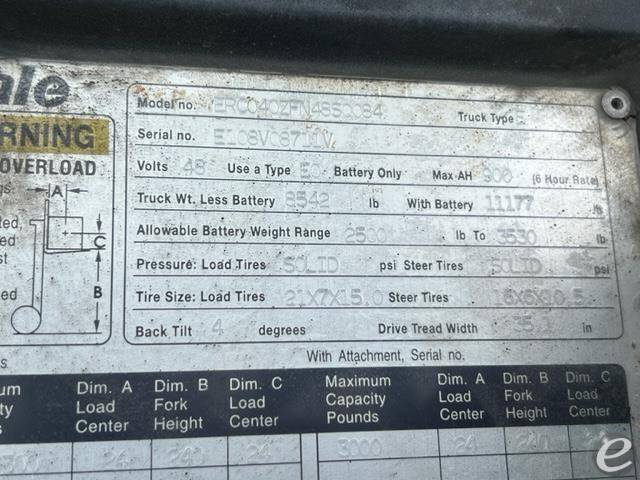 ale
RNING
OVERLOAD
A
C
B
Model no. ERC040ZFN48SQ084 Truck Type E
Serial no.
Volts 48 Use a Type EO Battery Only Max AH 900 (6 Hour Rate)
Truck Wt. Less Battery 8542 lb With Battery 11177 lb
Allowable Battery Weight Range 2500 lb To 3530 lb
Pressure: Load Tires SOLID psi Steer Tires SOLID psi
Tire Size: Load Tires 21X7X15.0 Steer Tires 16X6X10.5
Back Tilt 4 degrees Drive Tread Width 35.1 in
With Attachment, Serial no.
Dim. A Dim. B Dim. C Maximum Dim. A Dim. B Dim. C
Load Fork Load Capacity Load Fork Load
Center Height Center Pounds Center Height Center
24 240 24 3000 24 240
e